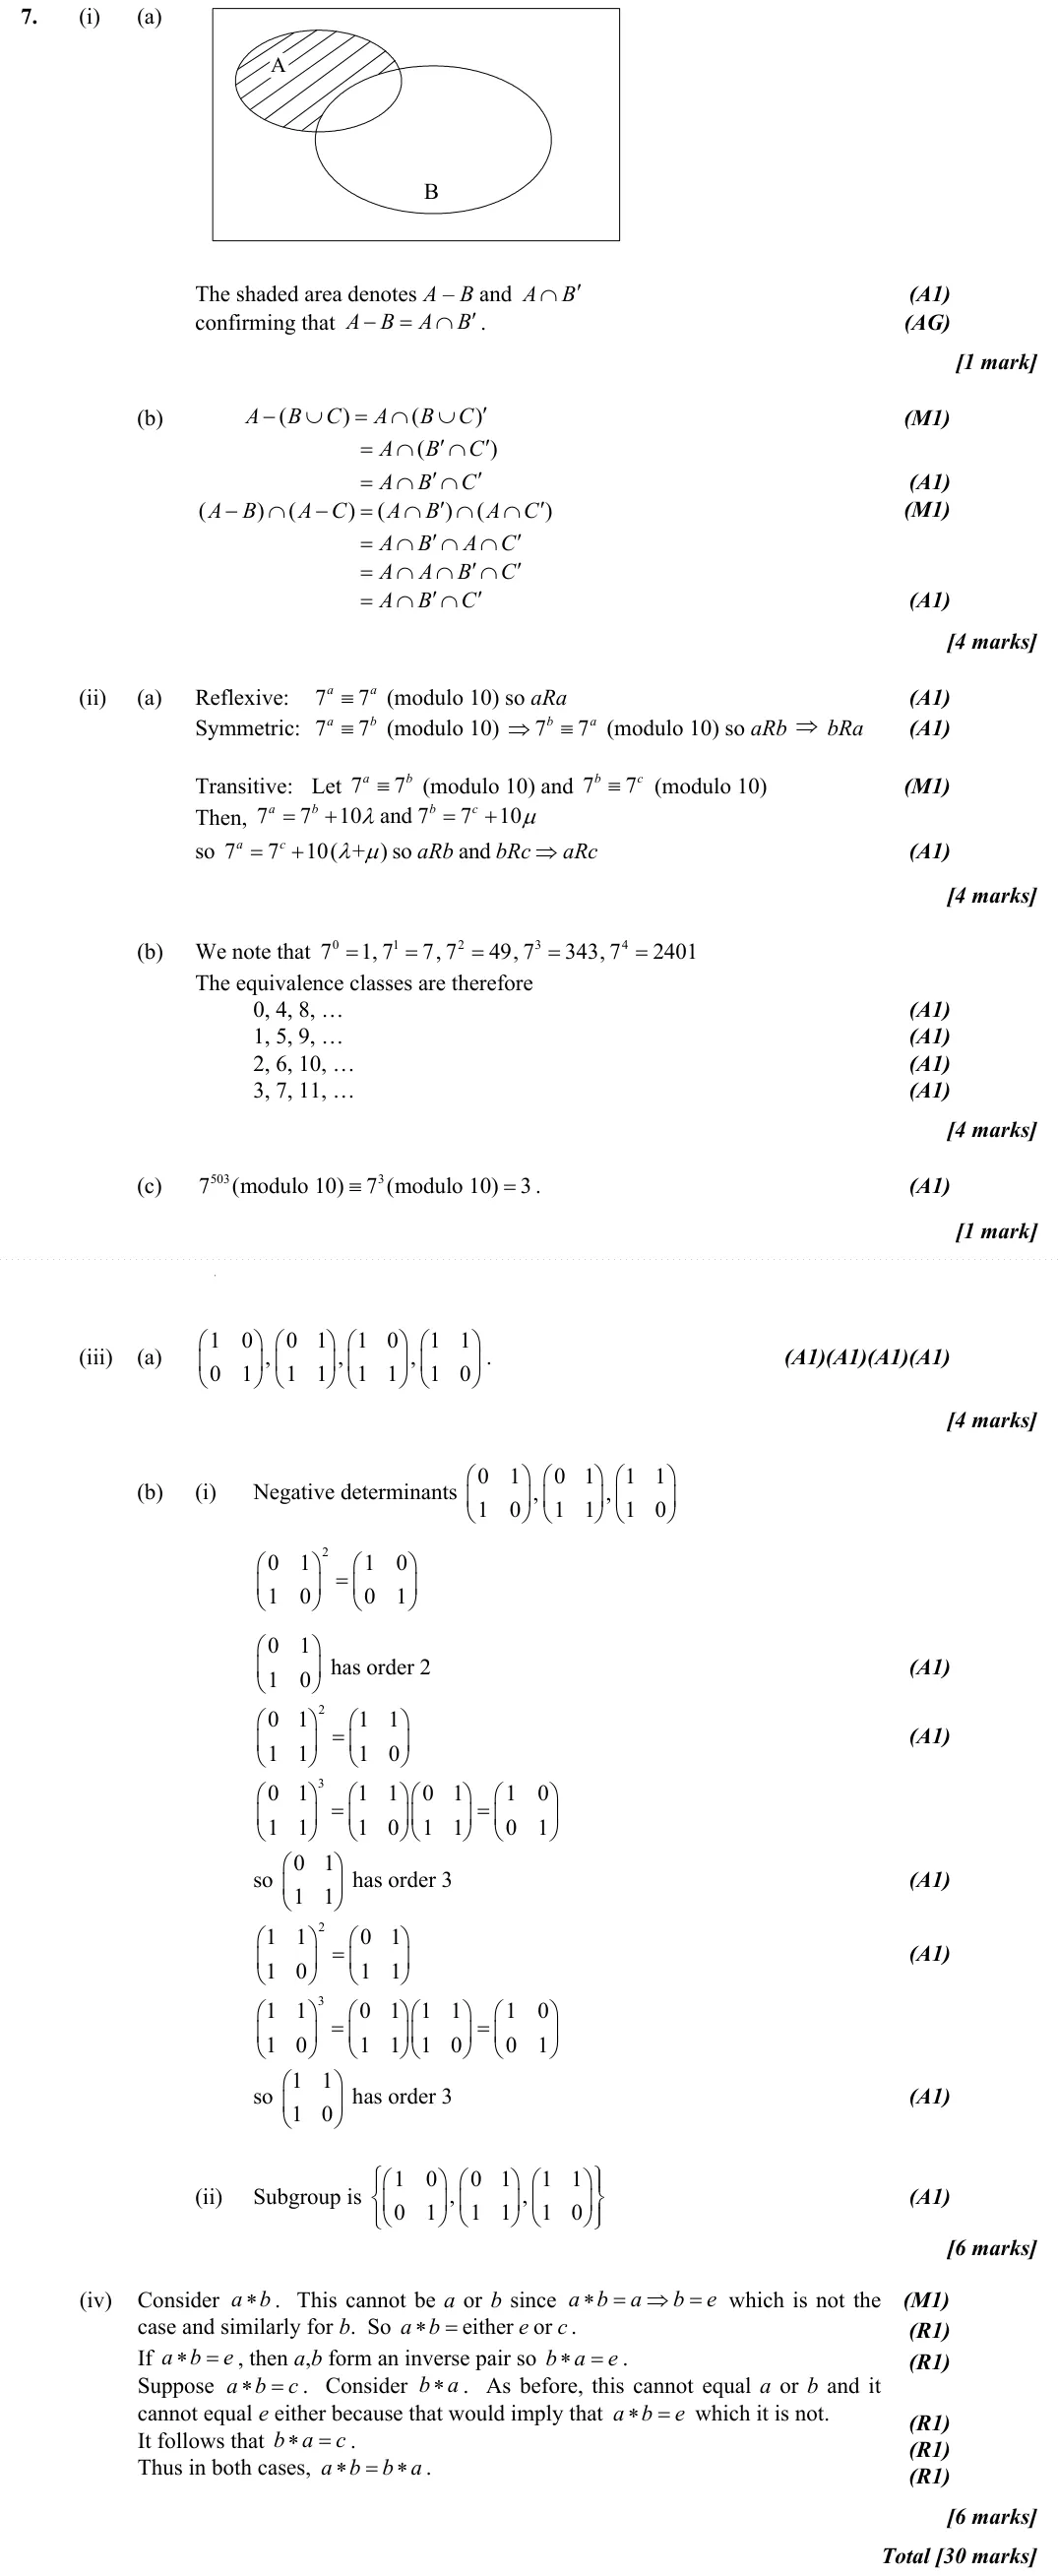 7. (i) (a)
A
B
The shaded area denotes A – B and A ∩ B′ (A1)
confirming that A − B = A ∩ B′ . (AG)
[1 mark]
(b) A − (B ∪ C) = A ∩ (B ∪ C)′ (M1)
= A ∩ (B′ ∩ C′)
= A ∩ B′ ∩ C′ (A1)
(A − B) ∩ (A − C) = (A ∩ B′) ∩ (A ∩ C′) (M1)
= A ∩ B′ ∩ A ∩ C′
= A ∩ A ∩ B′ ∩ C′
= A ∩ B′ ∩ C′ (A1)
[4 marks]
(ii) (a) Reflexive: 7^a ≡ 7^a (modulo 10) so aRa (A1)
Symmetric: 7^a ≡ 7^b (modulo 10) ⇒ 7^b ≡ 7^a (modulo 10) so aRb ⇒ bRa (A1)
Transitive: Let 7^a ≡ 7^b (modulo 10) and 7^b ≡ 7^c (modulo 10) (M1)
Then, 7^a = 7^b + 10λ and 7^b = 7^c + 10μ
so 7^a = 7^c + 10(λ+μ) so aRb and bRc ⇒ aRc (A1)
[4 marks]
(b) We note that 7^0 = 1, 7^1 = 7, 7^2 = 49, 7^3 = 343, 7^4 = 2401
The equivalence classes are therefore
0, 4, 8, … (A1)
1, 5, 9, … (A1)
2, 6, 10, … (A1)
3, 7, 11, … (A1)
[4 marks]
(c) 7^503 (modulo 10) ≡ 7^3 (modulo 10) = 3 . (A1)
[1 mark]
(iii) (a) (1 0; 0 1), (0 1; 1 1), (1 0; 1 1), (1 1; 1 0) . (A1)(A1)(A1)(A1)
[4 marks]
(b) (i) Negative determinants (0 1; 1 0), (0 1; 1 1), (1 1; 1 0)
(0 1; 1 0)^2 = (1 0; 0 1)
(0 1; 1 0) has order 2 (A1)
(0 1; 1 1)^2 = (1 1; 1 0) (A1)
(0 1; 1 1)^3 = (1 1; 1 0)(0 1; 1 1) = (1 0; 0 1)
so (0 1; 1 1) has order 3 (A1)
(1 1; 1 0)^2 = (0 1; 1 1) (A1)
(1 1; 1 0)^3 = (0 1; 1 1)(1 1; 1 0) = (1 0; 0 1)
so (1 1; 1 0) has order 3 (A1)
(ii) Subgroup is {(1 0; 0 1), (0 1; 1 1), (1 1; 1 0)} (A1)
[6 marks]
(iv) Consider a ∗ b . This cannot be a or b since a ∗ b = a ⇒ b = e which is not the (M1)
case and similarly for b. So a ∗ b = either e or c . (R1)
If a ∗ b = e , then a,b form an inverse pair so b ∗ a = e . (R1)
Suppose a ∗ b = c . Consider b ∗ a . As before, this cannot equal a or b and it
cannot equal e either because that would imply that a ∗ b = e which it is not. (R1)
It follows that b ∗ a = c . (R1)
Thus in both cases, a ∗ b = b ∗ a . (R1)
[6 marks]
Total [30 marks]